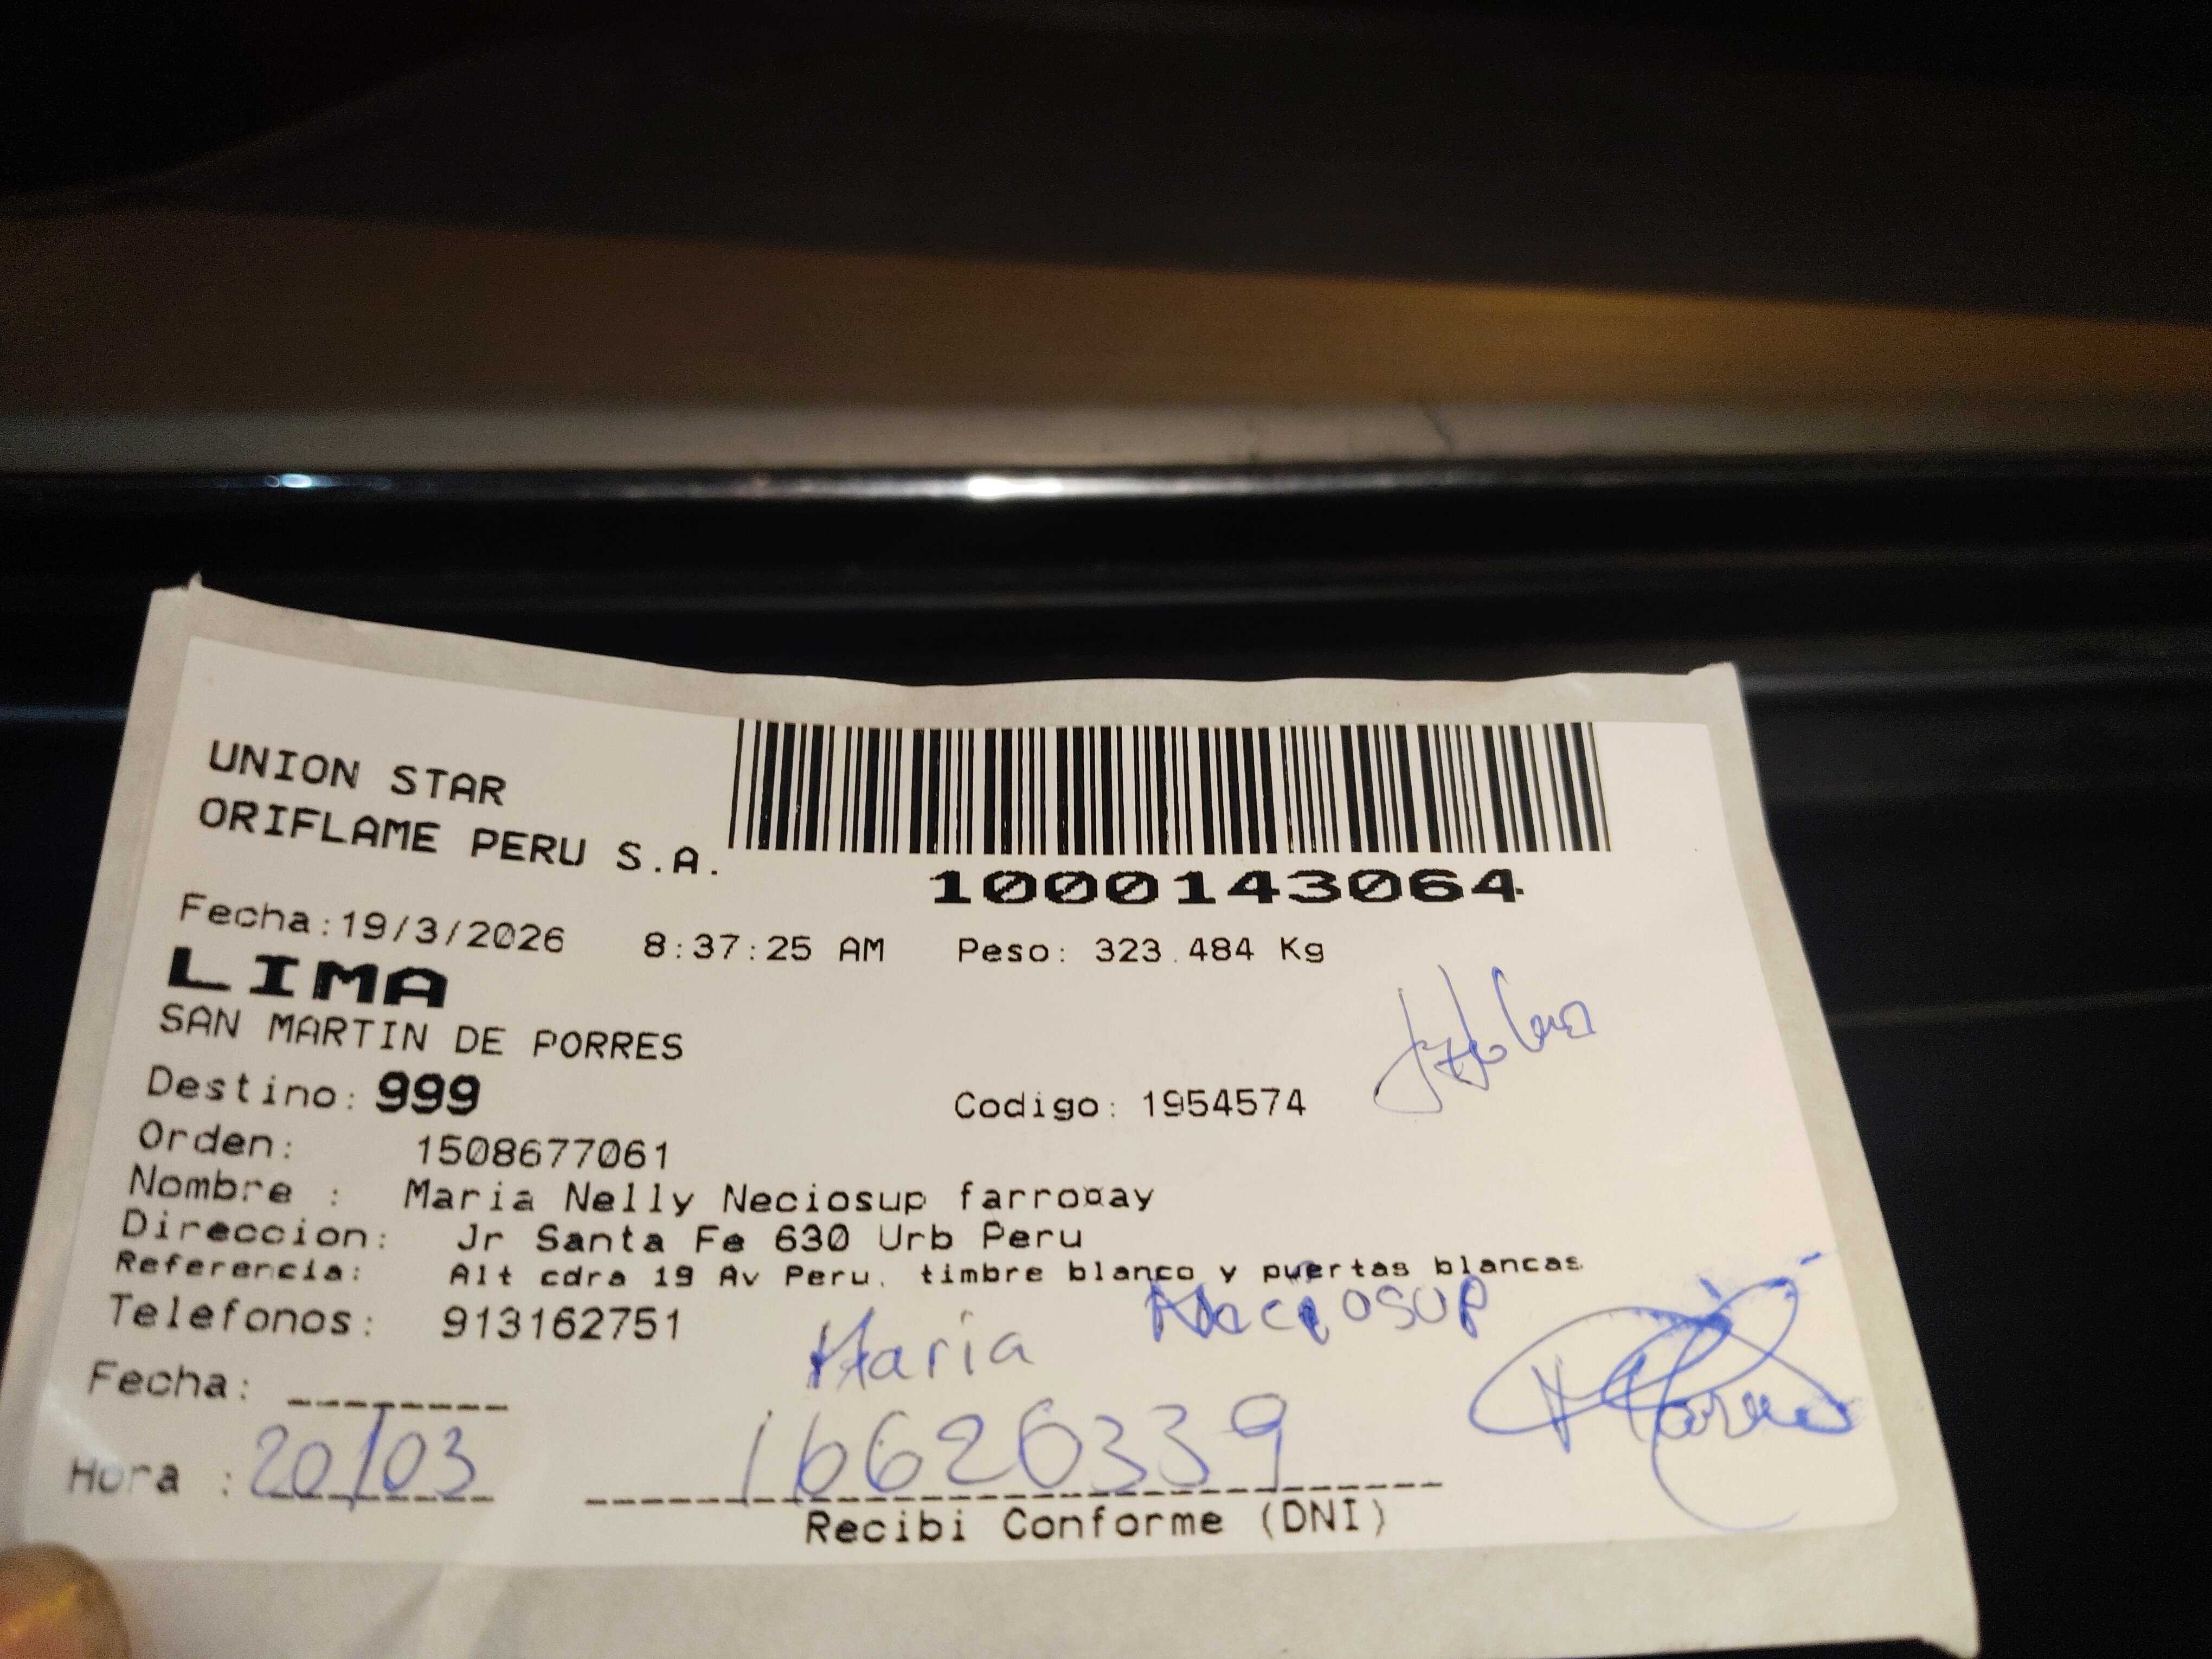 UNION STAR
ORIFLAME PERU S.A.
1000143064
Fecha:19/3/2026 8:37:25 AM Peso: 323.484 Kg
LIMA
SAN MARTIN DE PORRES
Destino: 999 Codigo: 1954574
Orden: 1508677061
Nombre : Maria Nelly Neciosup
Direccion: Jr Santa Fe 630 Urb Peru
Referencia: Alt cdra 19 Av Peru. timbre blanco y puertas blancas
Telefonos: 913162751
Maria Neciosup
Fecha:
Hora : 20/03 16620339
Recibi Conforme (DNI)